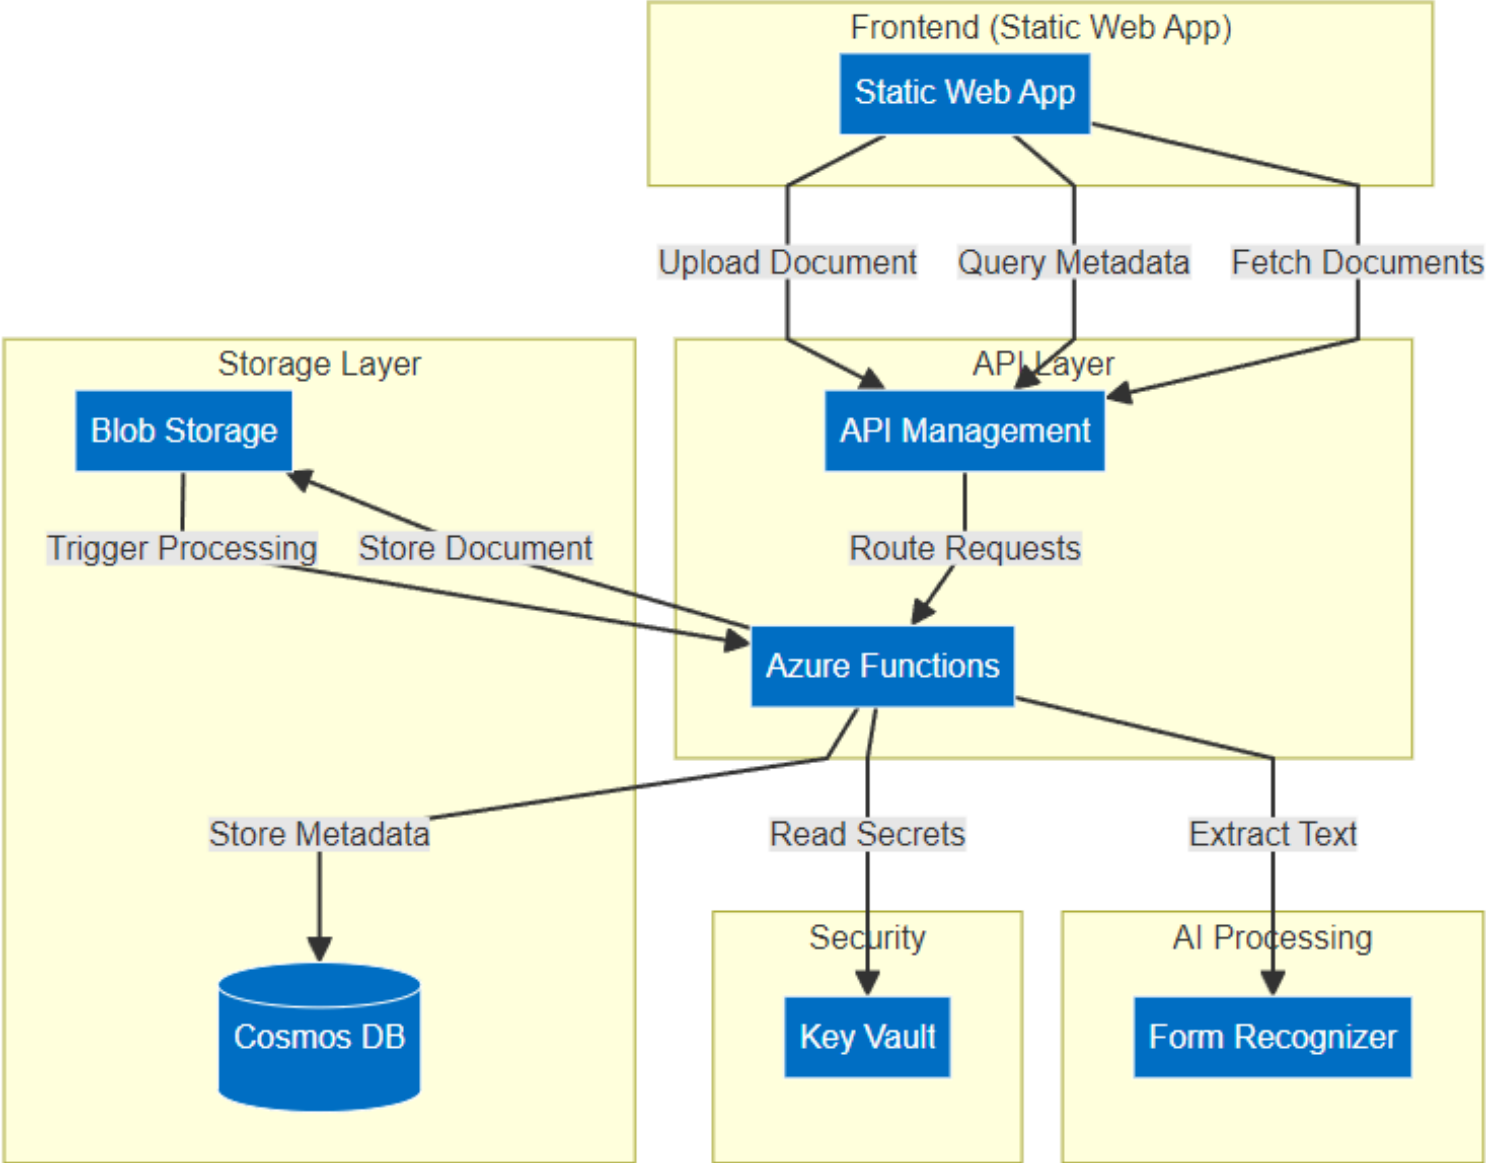 Frontend (Static Web App)
Static Web App
Upload Document
Query Metadata
Fetch Documents
Storage Layer
API Layer
Blob Storage
API Management
Trigger Processing
Store Document
Route Requests
Azure Functions
Store Metadata
Read Secrets
Extract Text
Security
AI Processing
Cosmos DB
Key Vault
Form Recognizer